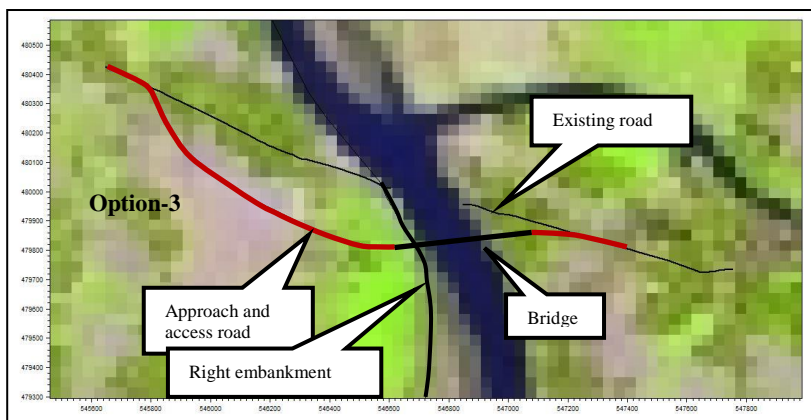 480500
480400
480300
480200
480100
480000
479900
479800
479700
479600
479500
479400
479300
Existing road
Option-3
Approach and
access road
Right embankment
Bridge
545600 545800 546000 546200 546400 546600 546800 547000 547200 547400 547600 547800